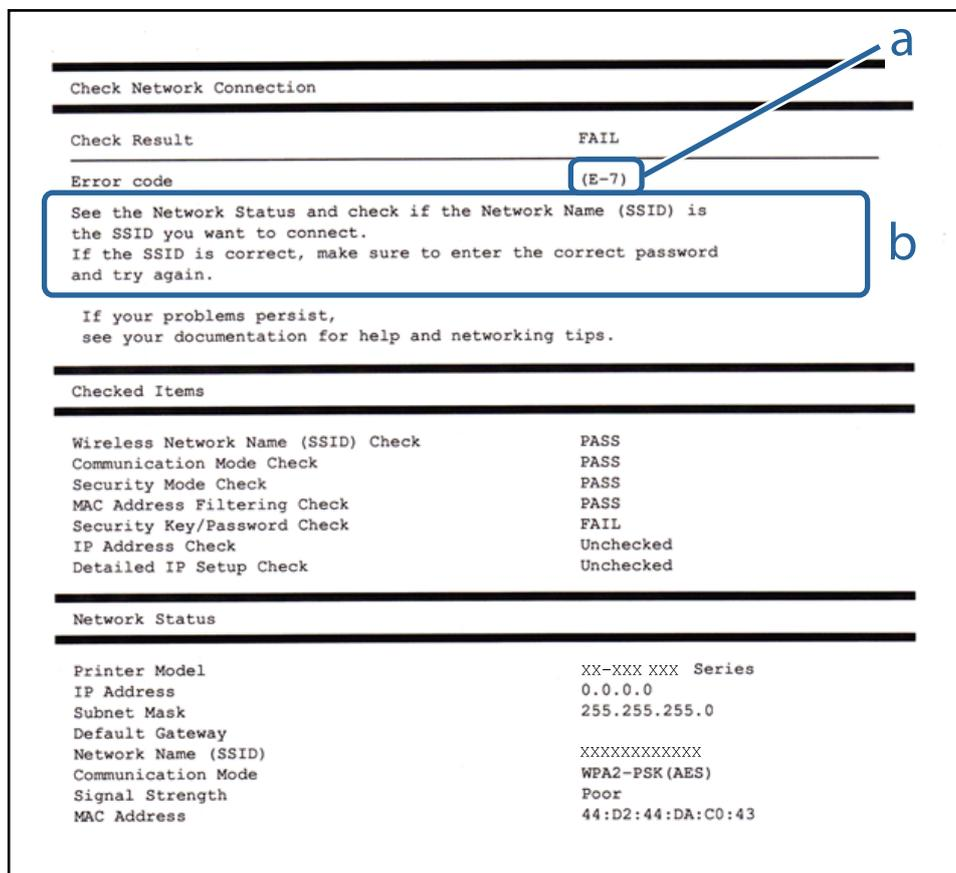 a
Check Network Connection
Check Result FAIL
Error code (E-7)
See the Network Status and check if the Network Name (SSID) is
the SSID you want to connect.
If the SSID is correct, make sure to enter the correct password
and try again.
b
If your problems persist,
see your documentation for help and networking tips.
Checked Items
Wireless Network Name (SSID) Check PASS
Communication Mode Check PASS
Security Mode Check PASS
MAC Address Filtering Check PASS
Security Key/Password Check FAIL
IP Address Check Unchecked
Detailed IP Setup Check Unchecked
Network Status
Printer Model XX-XXX XXX Series
IP Address 0.0.0.0
Subnet Mask 255.255.255.0
Default Gateway
Network Name (SSID) XXXXXXXXXXXX
Communication Mode WPA2-PSK(AES)
Signal Strength Poor
MAC Address 44:D2:44:DA:C0:43